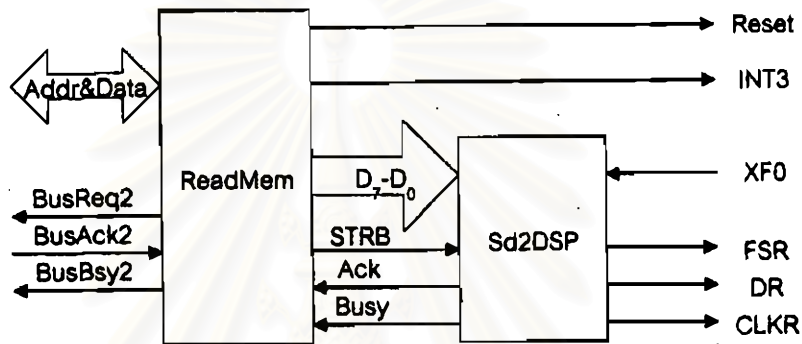 Reset
Addr&Data
INT3
ReadMem
D7-D0
XF0
BusReq2
STRB
Sd2DSP
BusAck2
FSR
Ack
BusBsy2
DR
Busy
CLKR